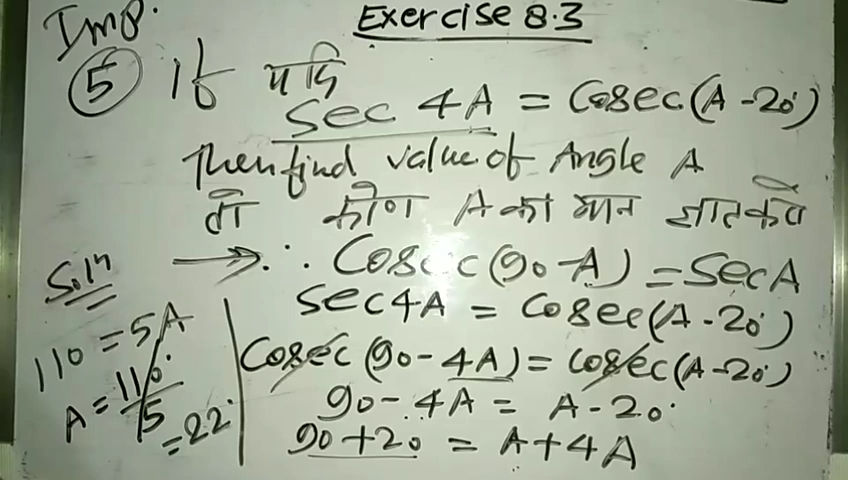 Imp.
Exercise 8.3
(5) If यदि
Sec 4A = Cosec(A-20°)
Then find value of Angle A
तो कोण A का मान ज्ञात करें
Soln → ∴ Cosec(90-A) = Sec A
Sec 4A = Cosec(A-20°)
Cosec(90-4A) = Cosec(A-20°)
90-4A = A-20°
90+20 = A+4A
110 = 5A
A = 110°/5
= 22°